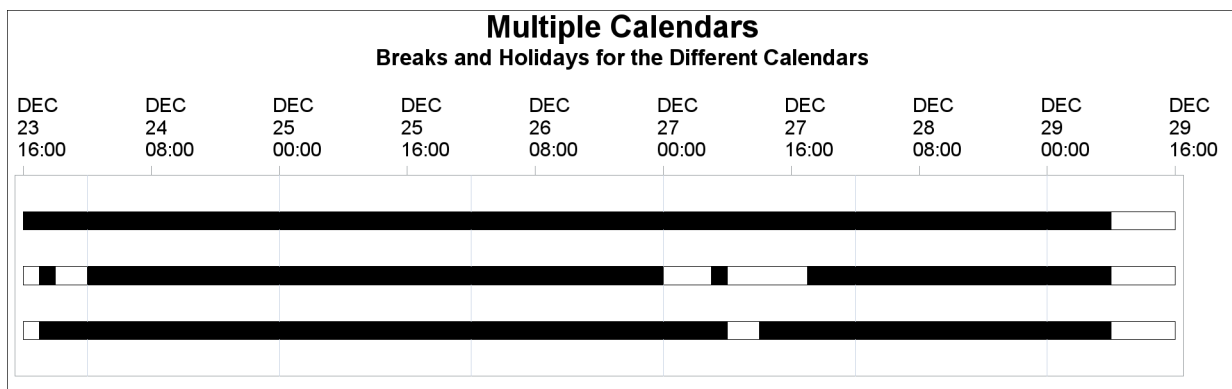 Multiple Calendars
Breaks and Holidays for the Different Calendars
DEC DEC DEC DEC DEC DEC DEC DEC DEC DEC
23 24 25 25 26 27 27 28 29 29
16:00 08:00 00:00 16:00 08:00 00:00 16:00 08:00 00:00 16:00